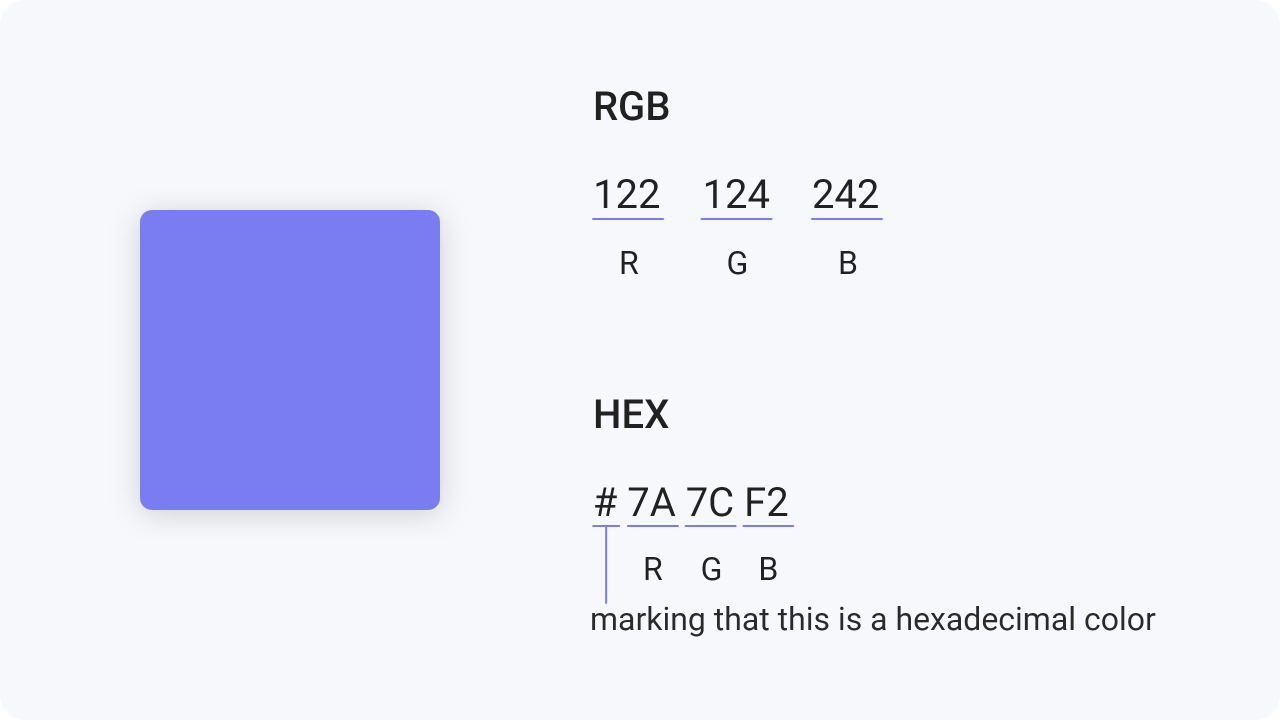 RGB
122 124 242
R G B
HEX
# 7A 7C F2
R G B
marking that this is a hexadecimal color